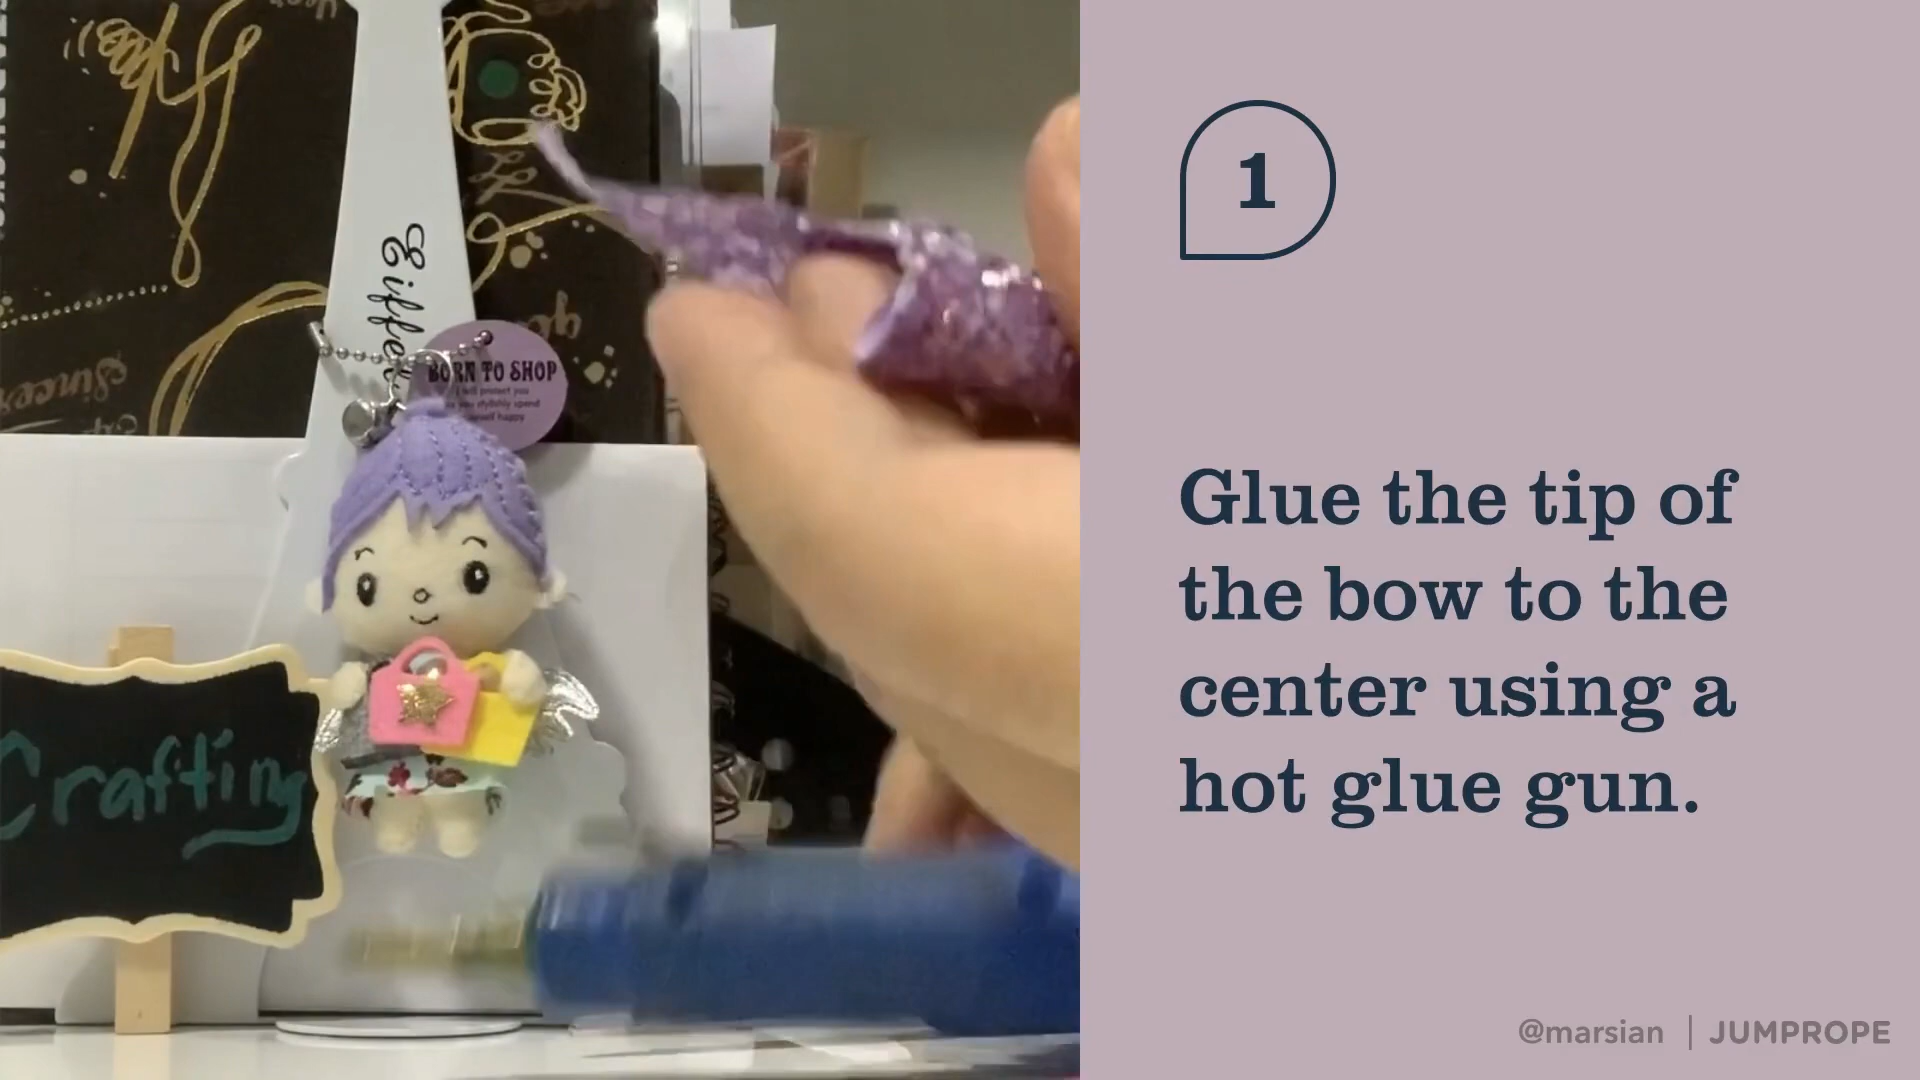 Eiffel
BORN TO SHOP
Crafting
1
Glue the tip of
the bow to the
center using a
hot glue gun.
@marsian | JUMPROPE